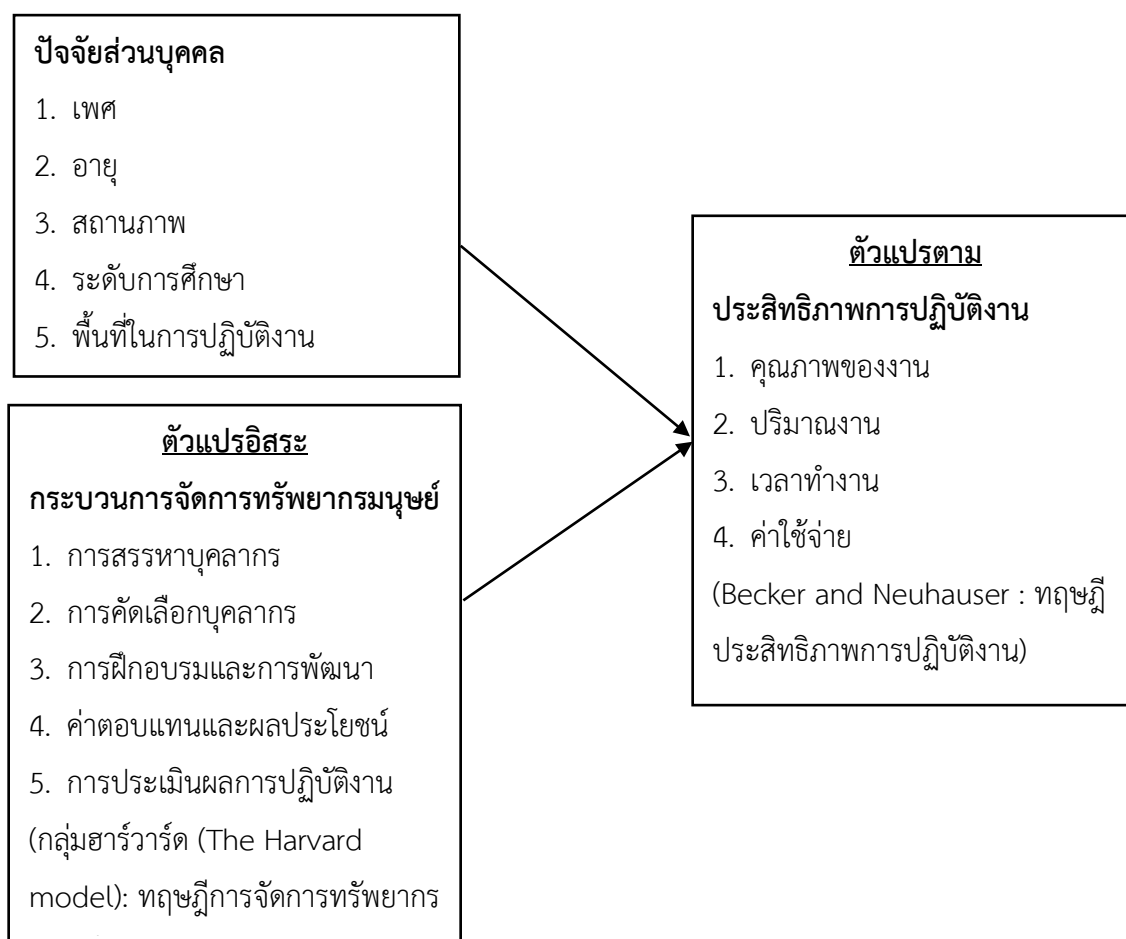 ปัจจัยส่วนบุคคล
1. เพศ
2. อายุ
3. สถานภาพ
4. ระดับการศึกษา
5. พื้นที่ในการปฏิบัติงาน
ตัวแปรอิสระ
กระบวนการจัดการทรัพยากรมนุษย์
1. การสรรหาบุคลากร
2. การคัดเลือกบุคลากร
3. การฝึกอบรมและการพัฒนา
4. ค่าตอบแทนและผลประโยชน์
5. การประเมินผลการปฏิบัติงาน
(กลุ่มฮาร์วาร์ด (The Harvard
model): ทฤษฎีการจัดการทรัพยากร
ตัวแปรตาม
ประสิทธิภาพการปฏิบัติงาน
1. คุณภาพของงาน
2. ปริมาณงาน
3. เวลาทำงาน
4. ค่าใช้จ่าย
(Becker and Neuhauser : ทฤษฎี
ประสิทธิภาพการปฏิบัติงาน)